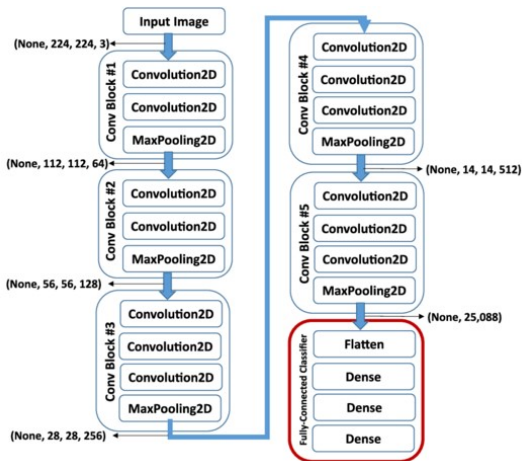 Input Image
(None, 224, 224, 3)
Conv Block #1
Convolution2D
Convolution2D
MaxPooling2D
(None, 112, 112, 64)
Conv Block #2
Convolution2D
Convolution2D
MaxPooling2D
(None, 56, 56, 128)
Conv Block #3
Convolution2D
Convolution2D
Convolution2D
MaxPooling2D
(None, 28, 28, 256)
Conv Block #4
Convolution2D
Convolution2D
Convolution2D
MaxPooling2D
(None, 14, 14, 512)
Conv Block #5
Convolution2D
Convolution2D
Convolution2D
MaxPooling2D
(None, 25,088)
Fully-Connected Classifier
Flatten
Dense
Dense
Dense